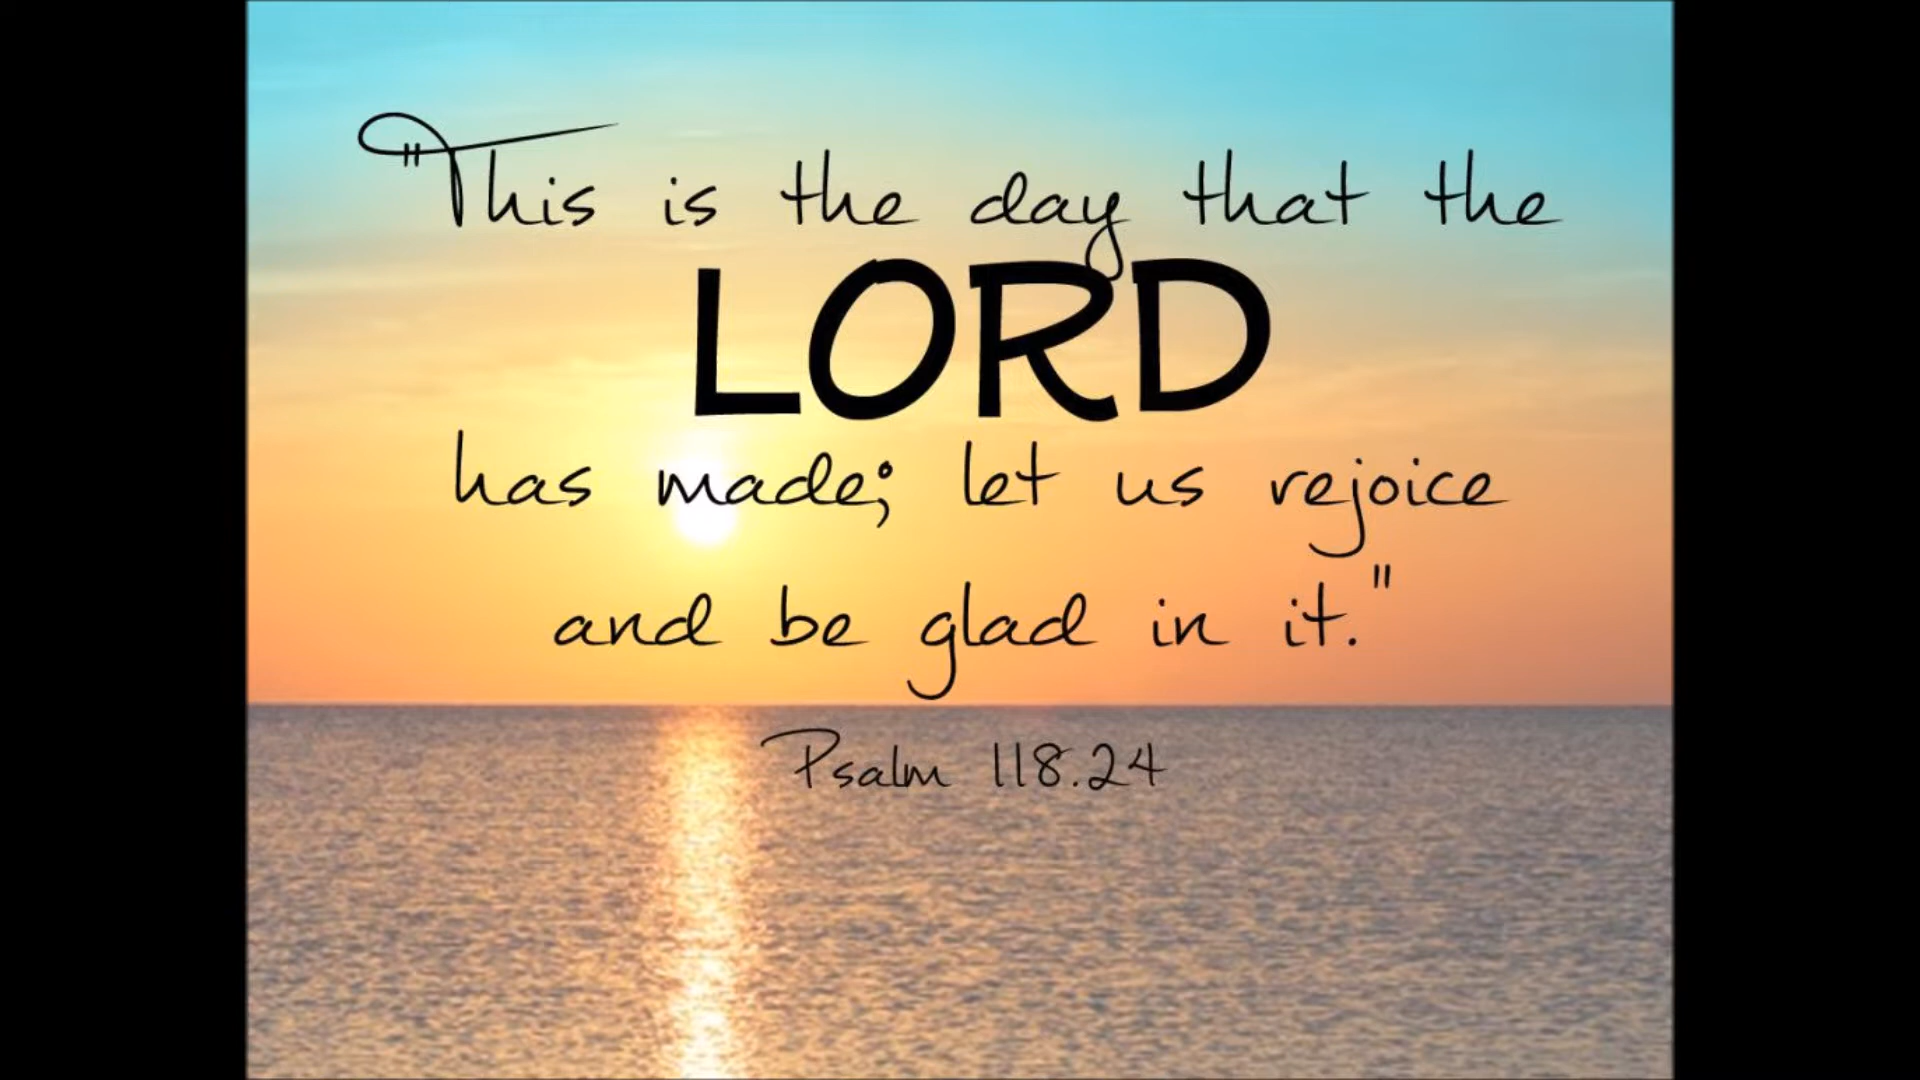 "This is the day that the
LORD
has made; let us rejoice
and be glad in it."
Psalm 118.24